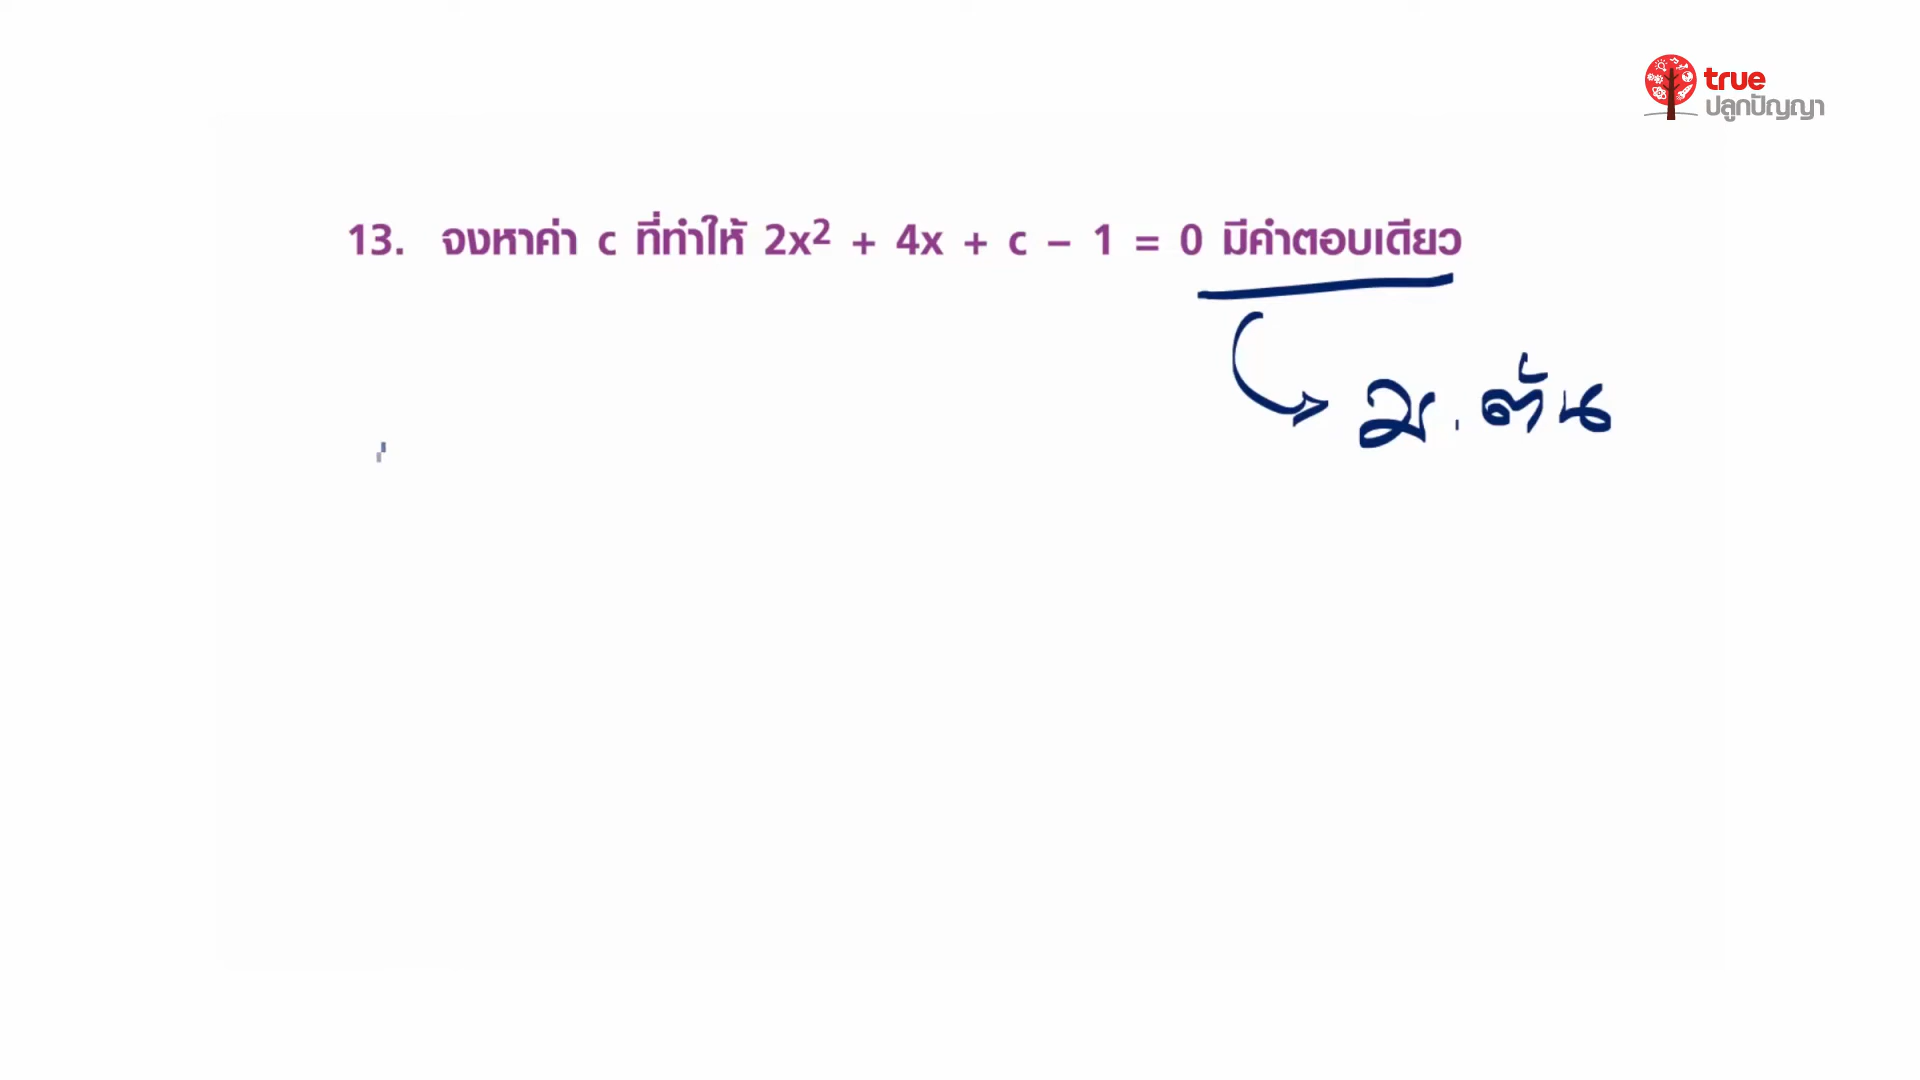 true
ปลูกปัญญา
13. จงหาค่า c ที่ทำให้ 2x² + 4x + c – 1 = 0 มีคำตอบเดียว
ม. ตัน